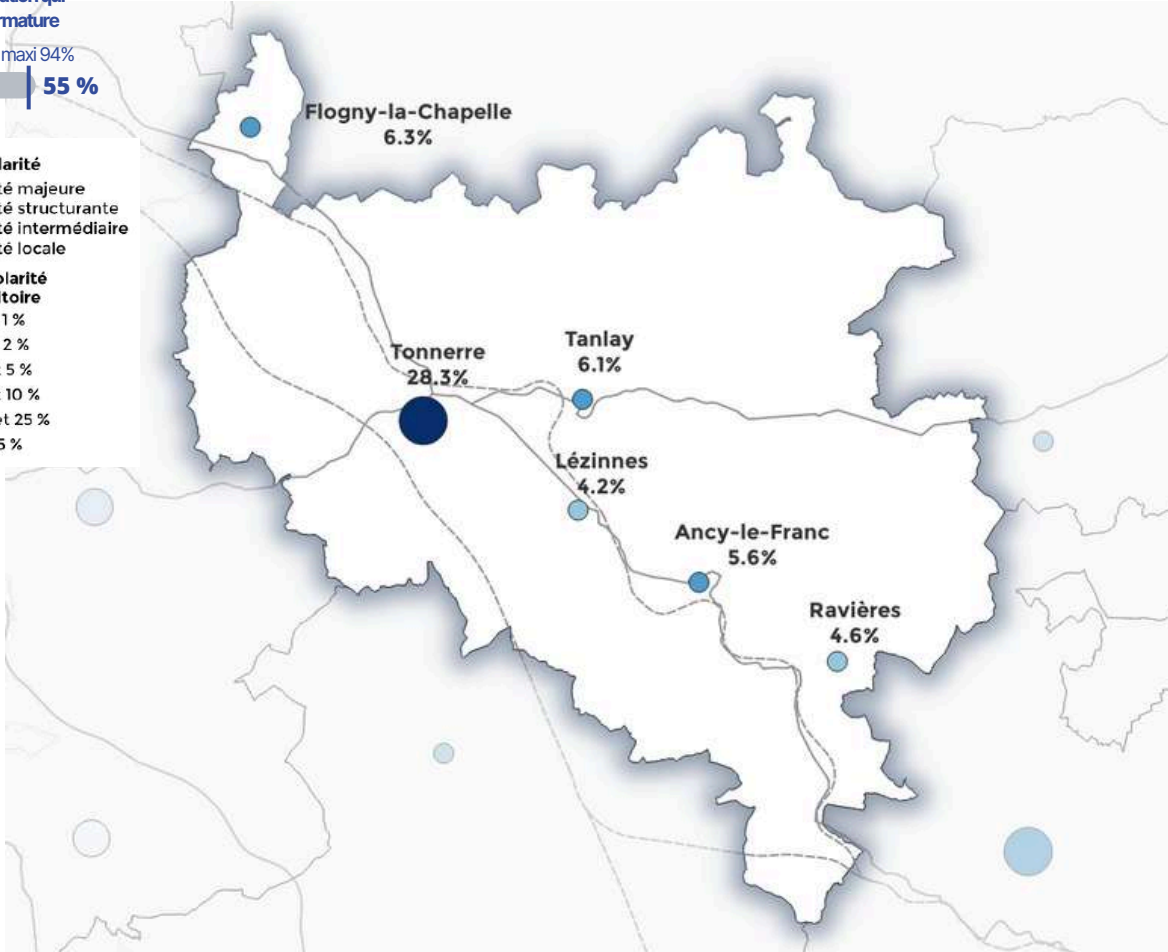 rmature
maxi 94%
55 %
larité
té majeure
té structurante
té intermédiaire
té locale
olarité
itoire
1 %
2 %
5 %
10 %
et 25 %
5 %
Flogny-la-Chapelle
6.3%
Tonnerre
28.3%
Tanlay
6.1%
Lézinnes
4.2%
Ancy-le-Franc
5.6%
Ravières
4.6%